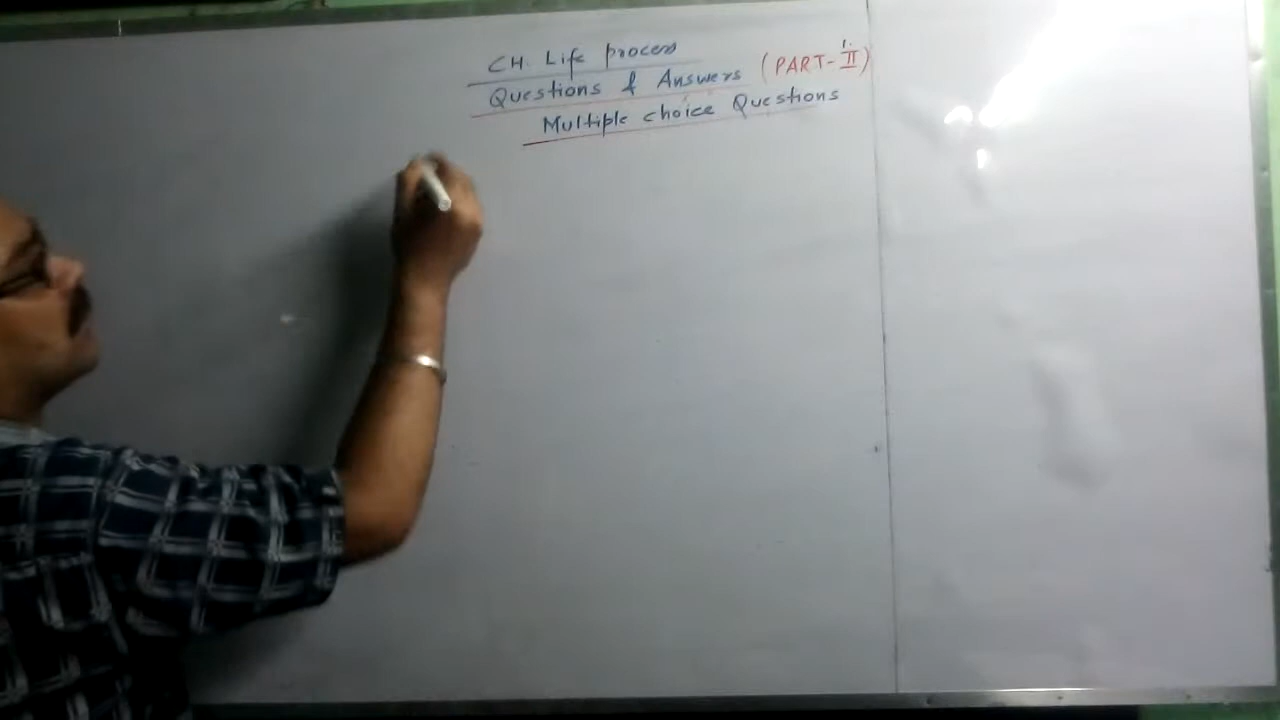 CH. Life process
Questions & Answers (PART-II)
Multiple choice Questions